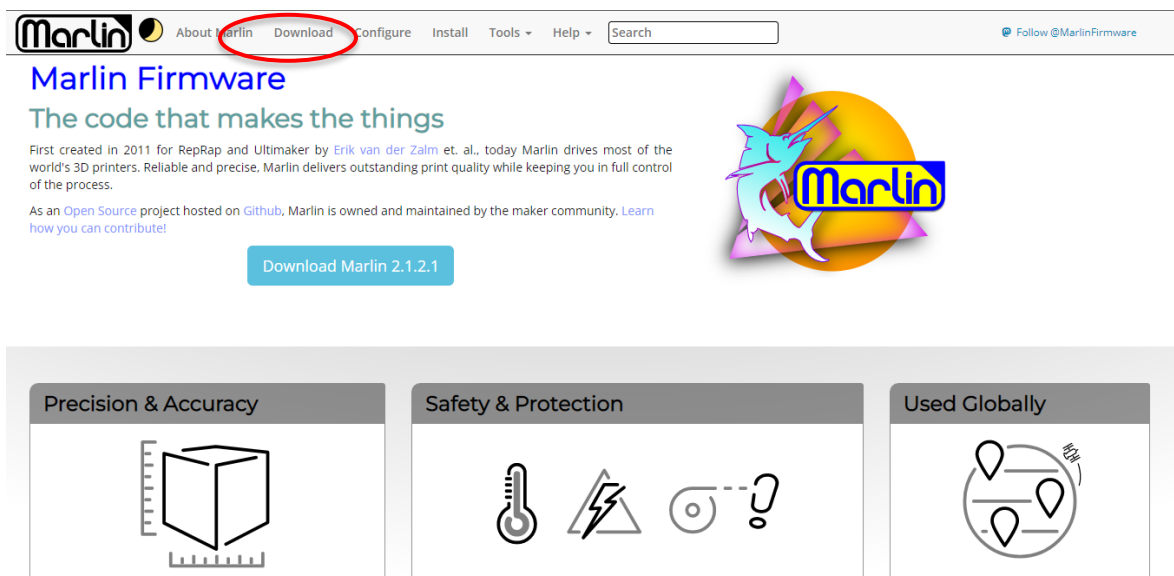 Marlin About Marlin Download Configure Install Tools Help Search Follow @MarlinFirmware
Marlin Firmware
The code that makes the things
First created in 2011 for RepRap and Ultimaker by Erik van der Zalm et. al., today Marlin drives most of the
world's 3D printers. Reliable and precise, Marlin delivers outstanding print quality while keeping you in full control
of the process.
As an Open Source project hosted on Github, Marlin is owned and maintained by the maker community. Learn
how you can contribute!
Marlin
Download Marlin 2.1.2.1
Precision & Accuracy
Safety & Protection
Used Globally